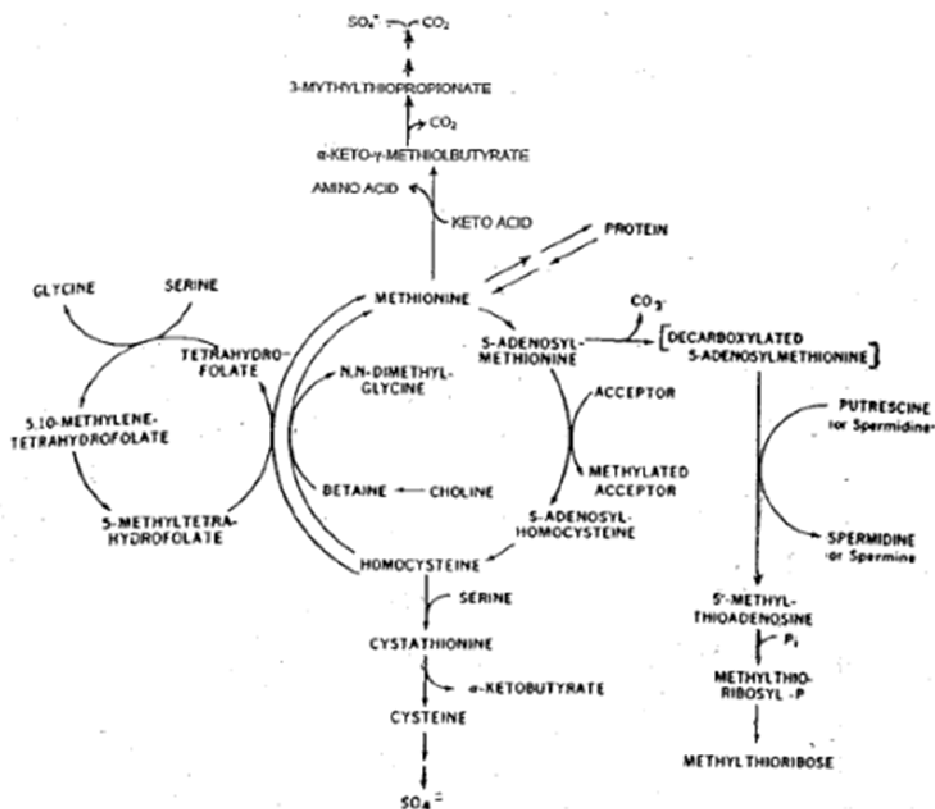 SO₄⁼ CO₂
3-MYTHYLTHIOPROPIONATE
CO₂
α-KETO-γ-METHIOLBUTYRATE
AMINO ACID
KETO ACID
PROTEIN
GLYCINE
SERINE
METHIONINE
CO₂
S-ADENOSYL-
METHIONINE
[DECARBOXYLATED
S-ADENOSYLMETHIONINE]
TETRAHYDRO-
FOLATE
N,N-DIMETHYL-
GLYCINE
ACCEPTOR
PUTRESCINE
(or Spermidine)
5,10-METHYLENE-
TETRAHYDROFOLATE
METHYLATED
ACCEPTOR
BETAINE
CHOLINE
5-METHYLTETRA-
HYDROFOLATE
S-ADENOSYL-
HOMOCYSTEINE
SPERMIDINE
(or Spermine)
HOMOCYSTEINE
SERINE
5'-METHYL-
THIOADENOSINE
CYSTATHIONINE
Pi
α-KETOBUTYRATE
METHYLTHIO-
RIBOSYL-P
CYSTEINE
METHYLTHIORIBOSE
SO₄⁼